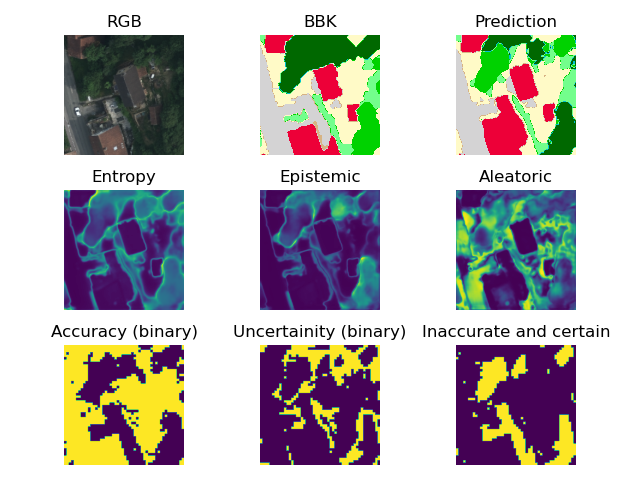 RGB
BBK
Prediction
Entropy
Epistemic
Aleatoric
Accuracy (binary)
Uncertainity (binary)
Inaccurate and certain